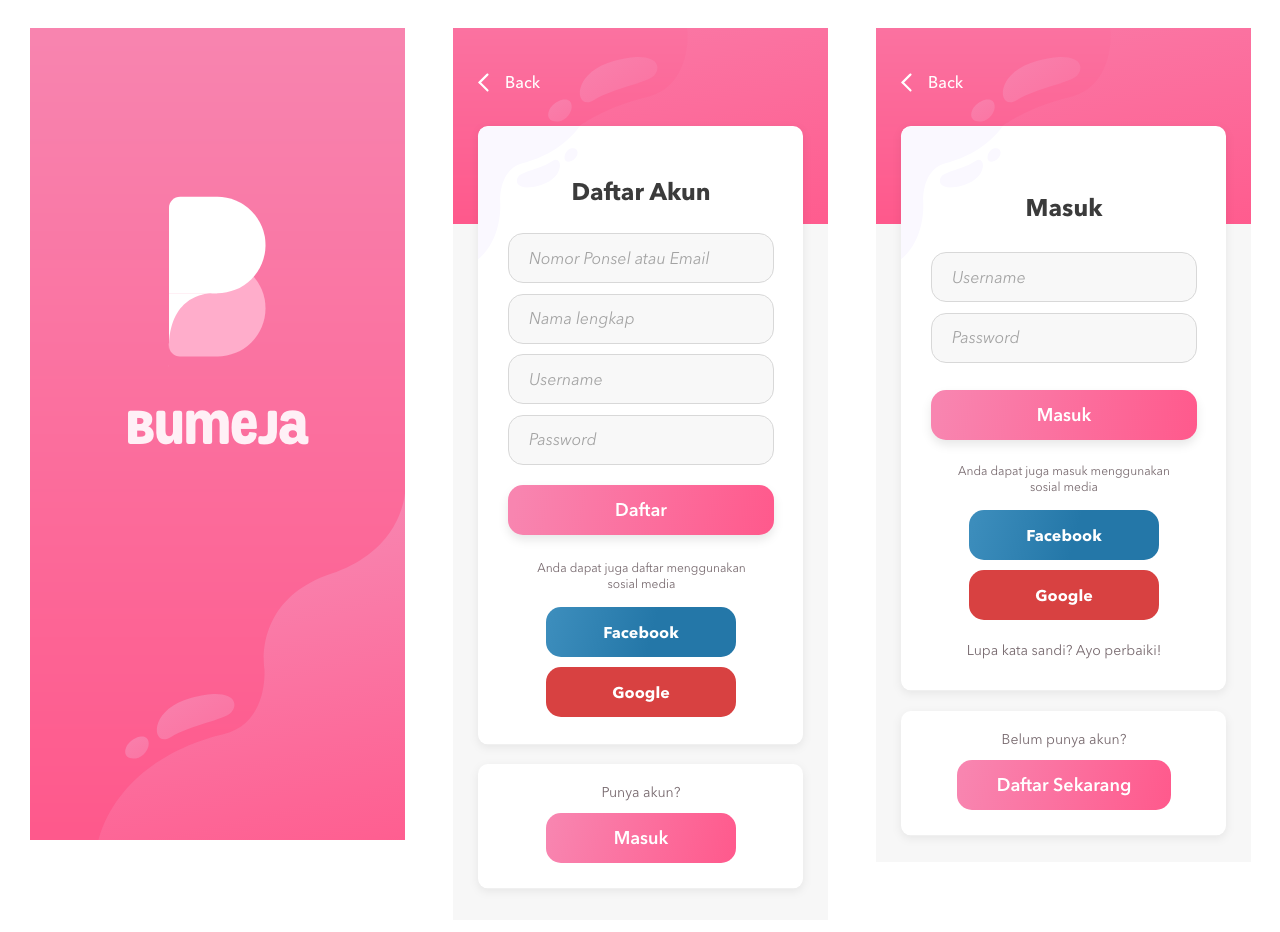 BUMEJA
Back
Daftar Akun
Nomor Ponsel atau Email
Nama lengkap
Username
Password
Daftar
Anda dapat juga daftar menggunakan
sosial media
Facebook
Google
Punya akun?
Masuk
Back
Masuk
Username
Password
Masuk
Anda dapat juga masuk menggunakan
sosial media
Facebook
Google
Lupa kata sandi? Ayo perbaiki!
Belum punya akun?
Daftar Sekarang